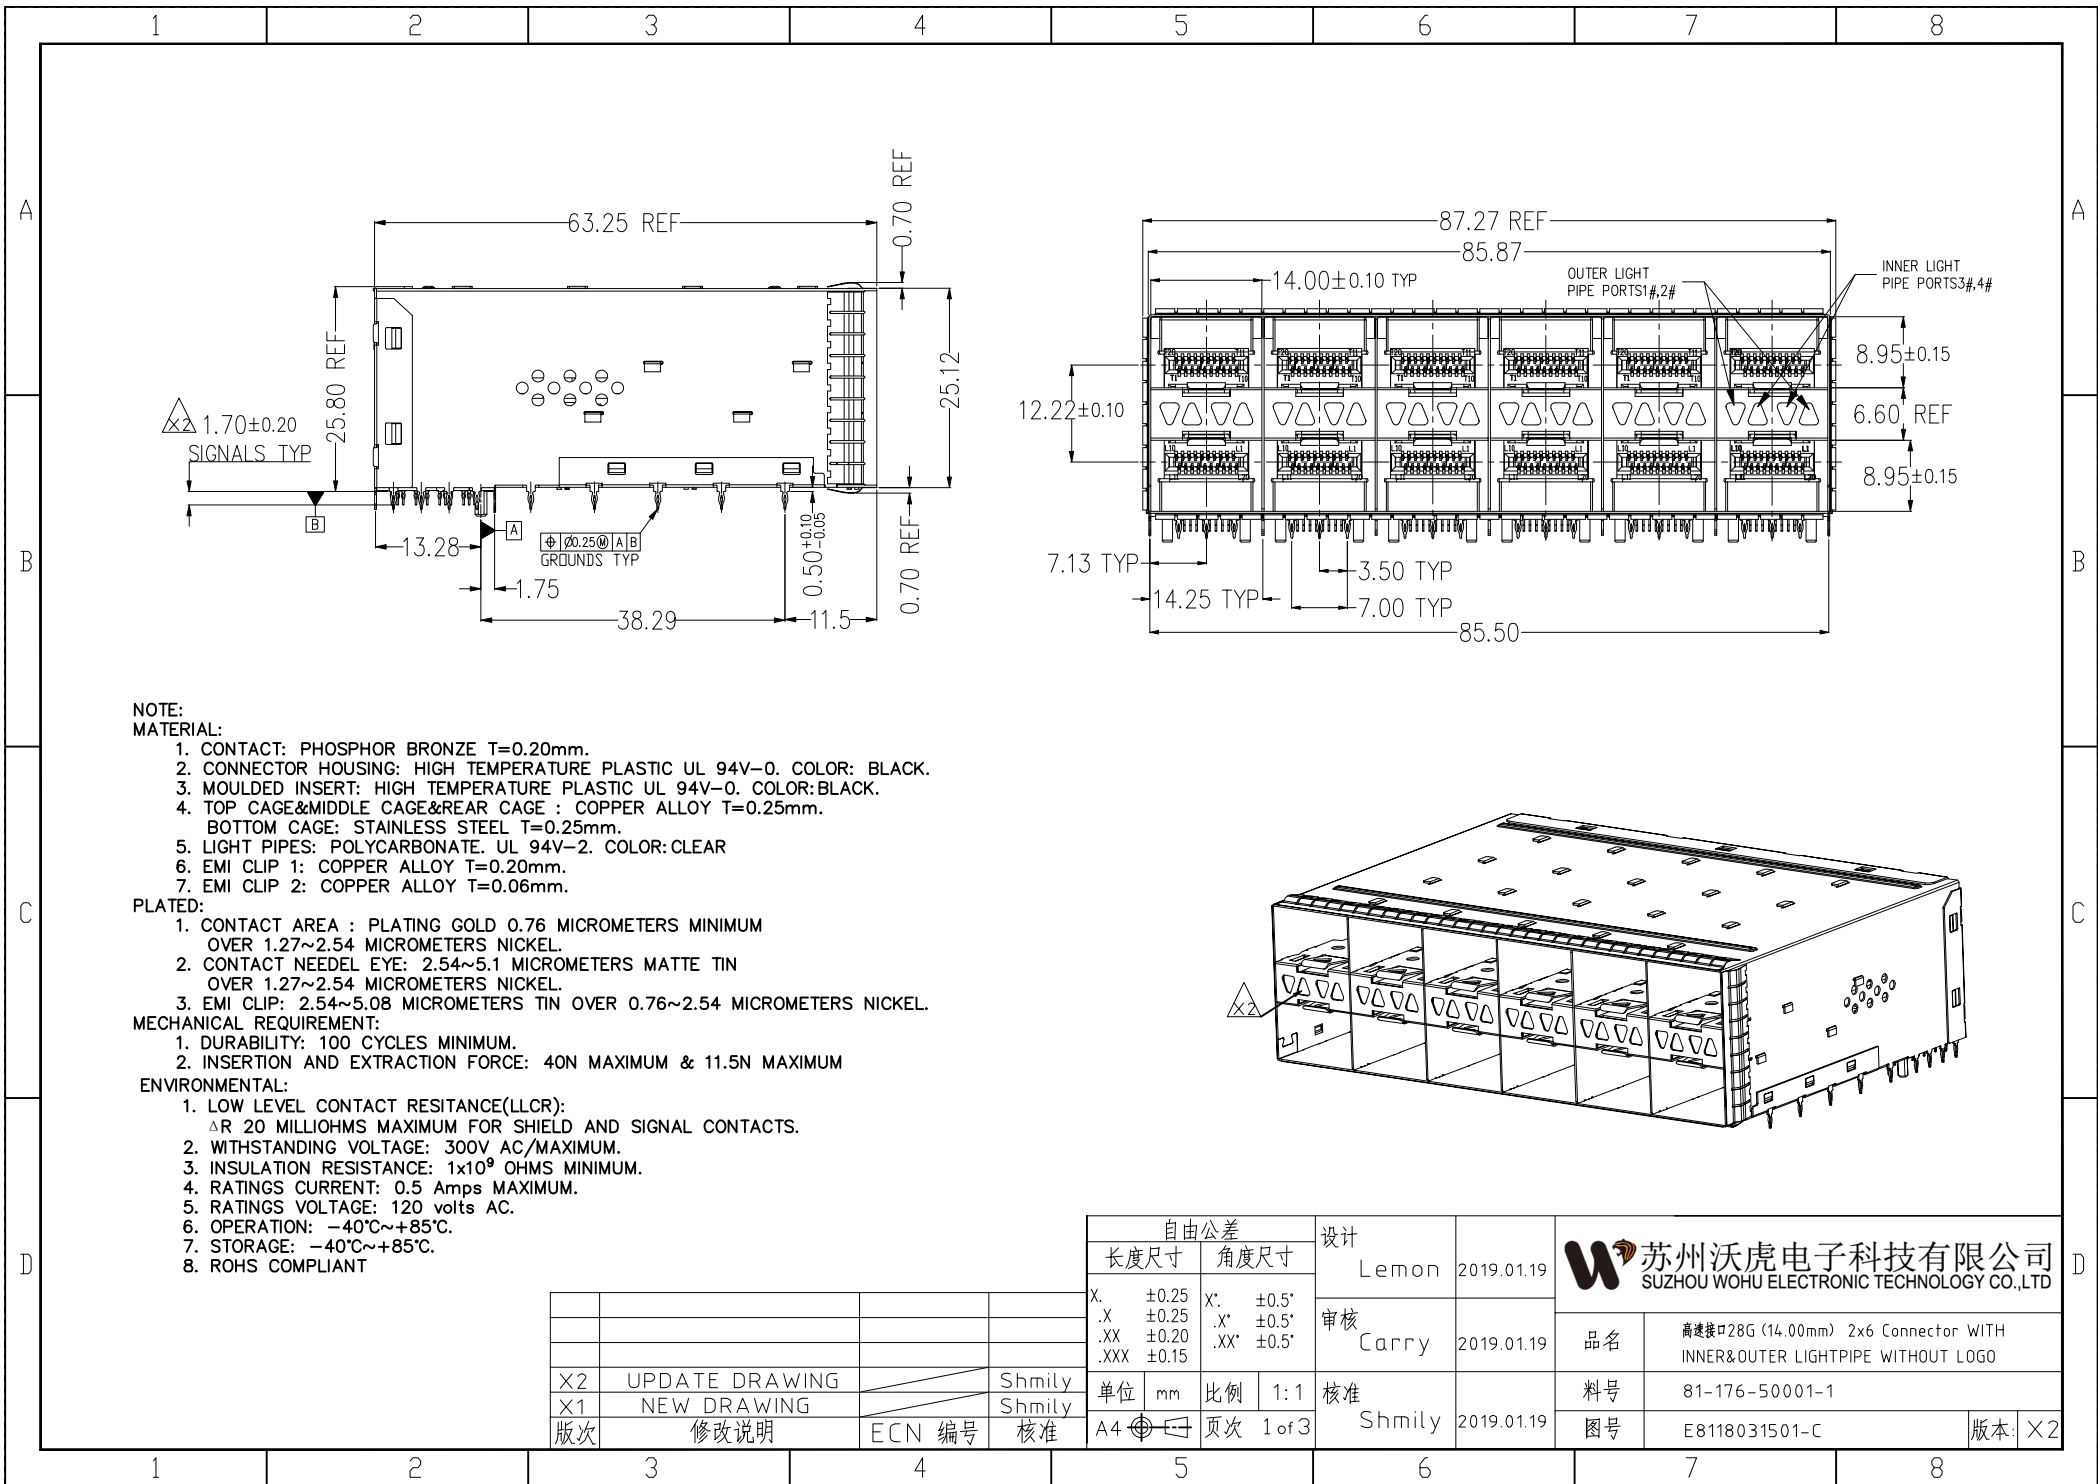 1 2 3 4 5 6 7 8
A
B
C
D
A
B
C
D
63.25 REF
0.70 REF
25.80 REF
25.12
X2 1.70±0.20
SIGNALS TYP
B
A
13.28
1.75
⌖ Ø0.25Ⓜ A B
GROUNDS TYP
0.50 +0.10 -0.05
0.70 REF
38.29
11.5
87.27 REF
85.87
14.00±0.10 TYP
OUTER LIGHT
PIPE PORTS1#,2#
INNER LIGHT
PIPE PORTS3#,4#
8.95±0.15
12.22±0.10
6.60 REF
8.95±0.15
T20 T11
T1 T10
L10 L1
7.13 TYP
3.50 TYP
14.25 TYP
7.00 TYP
85.50
X2
NOTE:
MATERIAL:
1. CONTACT: PHOSPHOR BRONZE T=0.20mm.
2. CONNECTOR HOUSING: HIGH TEMPERATURE PLASTIC UL 94V-0. COLOR: BLACK.
3. MOULDED INSERT: HIGH TEMPERATURE PLASTIC UL 94V-0. COLOR:BLACK.
4. TOP CAGE&MIDDLE CAGE&REAR CAGE : COPPER ALLOY T=0.25mm.
BOTTOM CAGE: STAINLESS STEEL T=0.25mm.
5. LIGHT PIPES: POLYCARBONATE. UL 94V-2. COLOR:CLEAR
6. EMI CLIP 1: COPPER ALLOY T=0.20mm.
7. EMI CLIP 2: COPPER ALLOY T=0.06mm.
PLATED:
1. CONTACT AREA : PLATING GOLD 0.76 MICROMETERS MINIMUM
OVER 1.27~2.54 MICROMETERS NICKEL.
2. CONTACT NEEDEL EYE: 2.54~5.1 MICROMETERS MATTE TIN
OVER 1.27~2.54 MICROMETERS NICKEL.
3. EMI CLIP: 2.54~5.08 MICROMETERS TIN OVER 0.76~2.54 MICROMETERS NICKEL.
MECHANICAL REQUIREMENT:
1. DURABILITY: 100 CYCLES MINIMUM.
2. INSERTION AND EXTRACTION FORCE: 40N MAXIMUM & 11.5N MAXIMUM
ENVIRONMENTAL:
1. LOW LEVEL CONTACT RESITANCE(LLCR):
△R 20 MILLIOHMS MAXIMUM FOR SHIELD AND SIGNAL CONTACTS.
2. WITHSTANDING VOLTAGE: 300V AC/MAXIMUM.
3. INSULATION RESISTANCE: 1x10⁹ OHMS MINIMUM.
4. RATINGS CURRENT: 0.5 Amps MAXIMUM.
5. RATINGS VOLTAGE: 120 volts AC.
6. OPERATION: -40°C~+85°C.
7. STORAGE: -40°C~+85°C.
8. ROHS COMPLIANT
X2 UPDATE DRAWING Shmily
X1 NEW DRAWING Shmily
版次 修改说明 ECN 编号 核准
自由公差
长度尺寸 角度尺寸
X. ±0.25 X°. ±0.5°
.X ±0.25 .X° ±0.5°
.XX ±0.20 .XX° ±0.5°
.XXX ±0.15
单位 mm 比例 1:1
A4 页次 1of3
设计 Lemon 2019.01.19
审核 Carry 2019.01.19
核准 Shmily 2019.01.19
苏州沃虎电子科技有限公司
SUZHOU WOHU ELECTRONIC TECHNOLOGY CO.,LTD
品名 高速接口28G (14.00mm) 2x6 Connector WITH
INNER&OUTER LIGHTPIPE WITHOUT LOGO
料号 81-176-50001-1
图号 E8118031501-C 版本: X2
1 2 3 4 5 6 7 8